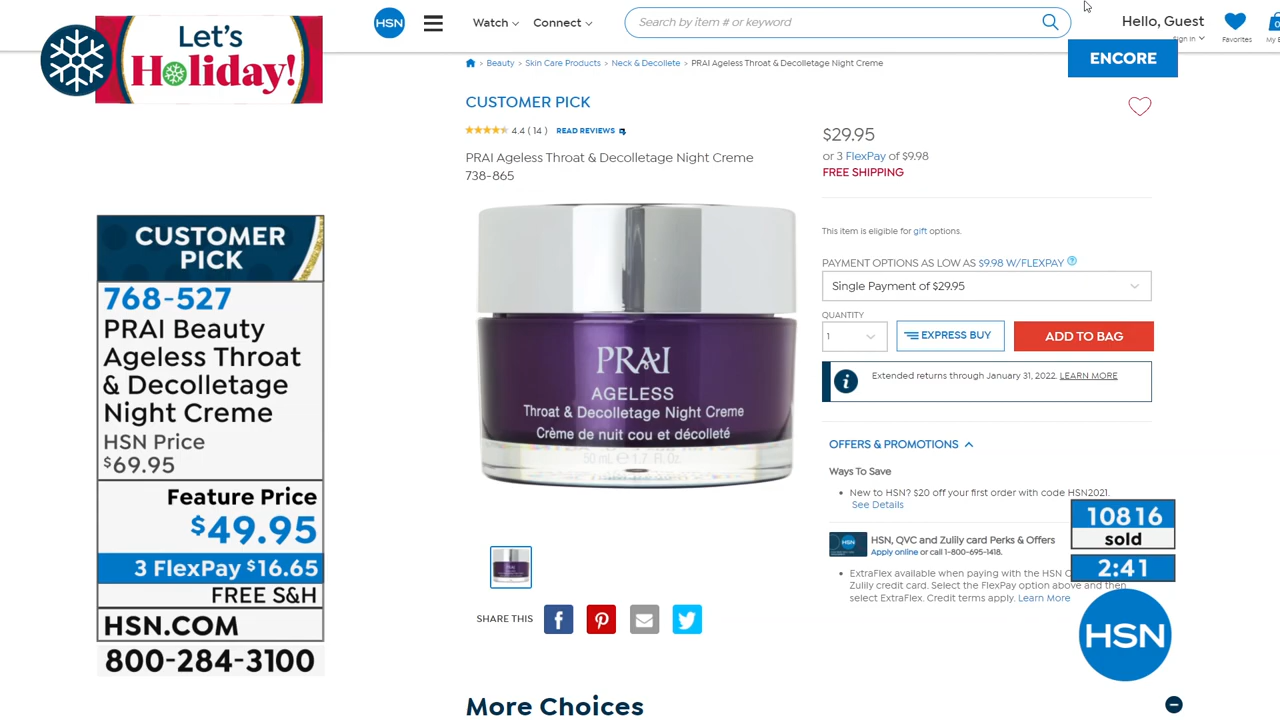 Let's
Holiday!
HSN
Watch
Connect
Search by item # or keyword
Hello, Guest
Sign In
Favorites
0
ENCORE
Beauty › Skin Care Products › Neck & Decollete › PRAI Ageless Throat & Decolletage Night Creme
CUSTOMER PICK
4.4 ( 14 ) READ REVIEWS
PRAI Ageless Throat & Decolletage Night Creme
738-865
$29.95
or 3 FlexPay of $9.98
FREE SHIPPING
This item is eligible for gift options.
PAYMENT OPTIONS AS LOW AS $9.98 W/FLEXPAY ?
Single Payment of $29.95
QUANTITY
1
EXPRESS BUY
ADD TO BAG
Extended returns through January 31, 2022. LEARN MORE
OFFERS & PROMOTIONS
Ways To Save
• New to HSN? $20 off your first order with code HSN2021.
See Details
HSN, QVC and Zulily card Perks & Offers
Apply online or call 1-800-695-1418.
• ExtraFlex available when paying with the HSN
Zulily credit card. Select the FlexPay option above and then
select ExtraFlex. Credit terms apply. Learn More
PRAI
AGELESS
Throat & Decolletage Night Creme
Crème de nuit cou et décolleté
50 ml ℮ 1.7 Fl. Oz.
SHARE THIS
More Choices
CUSTOMER
PICK
768-527
PRAI Beauty
Ageless Throat
& Decolletage
Night Creme
HSN Price
$69.95
Feature Price
$49.95
3 FlexPay $16.65
FREE S&H
HSN.COM
800-284-3100
10816
sold
2:41
HSN